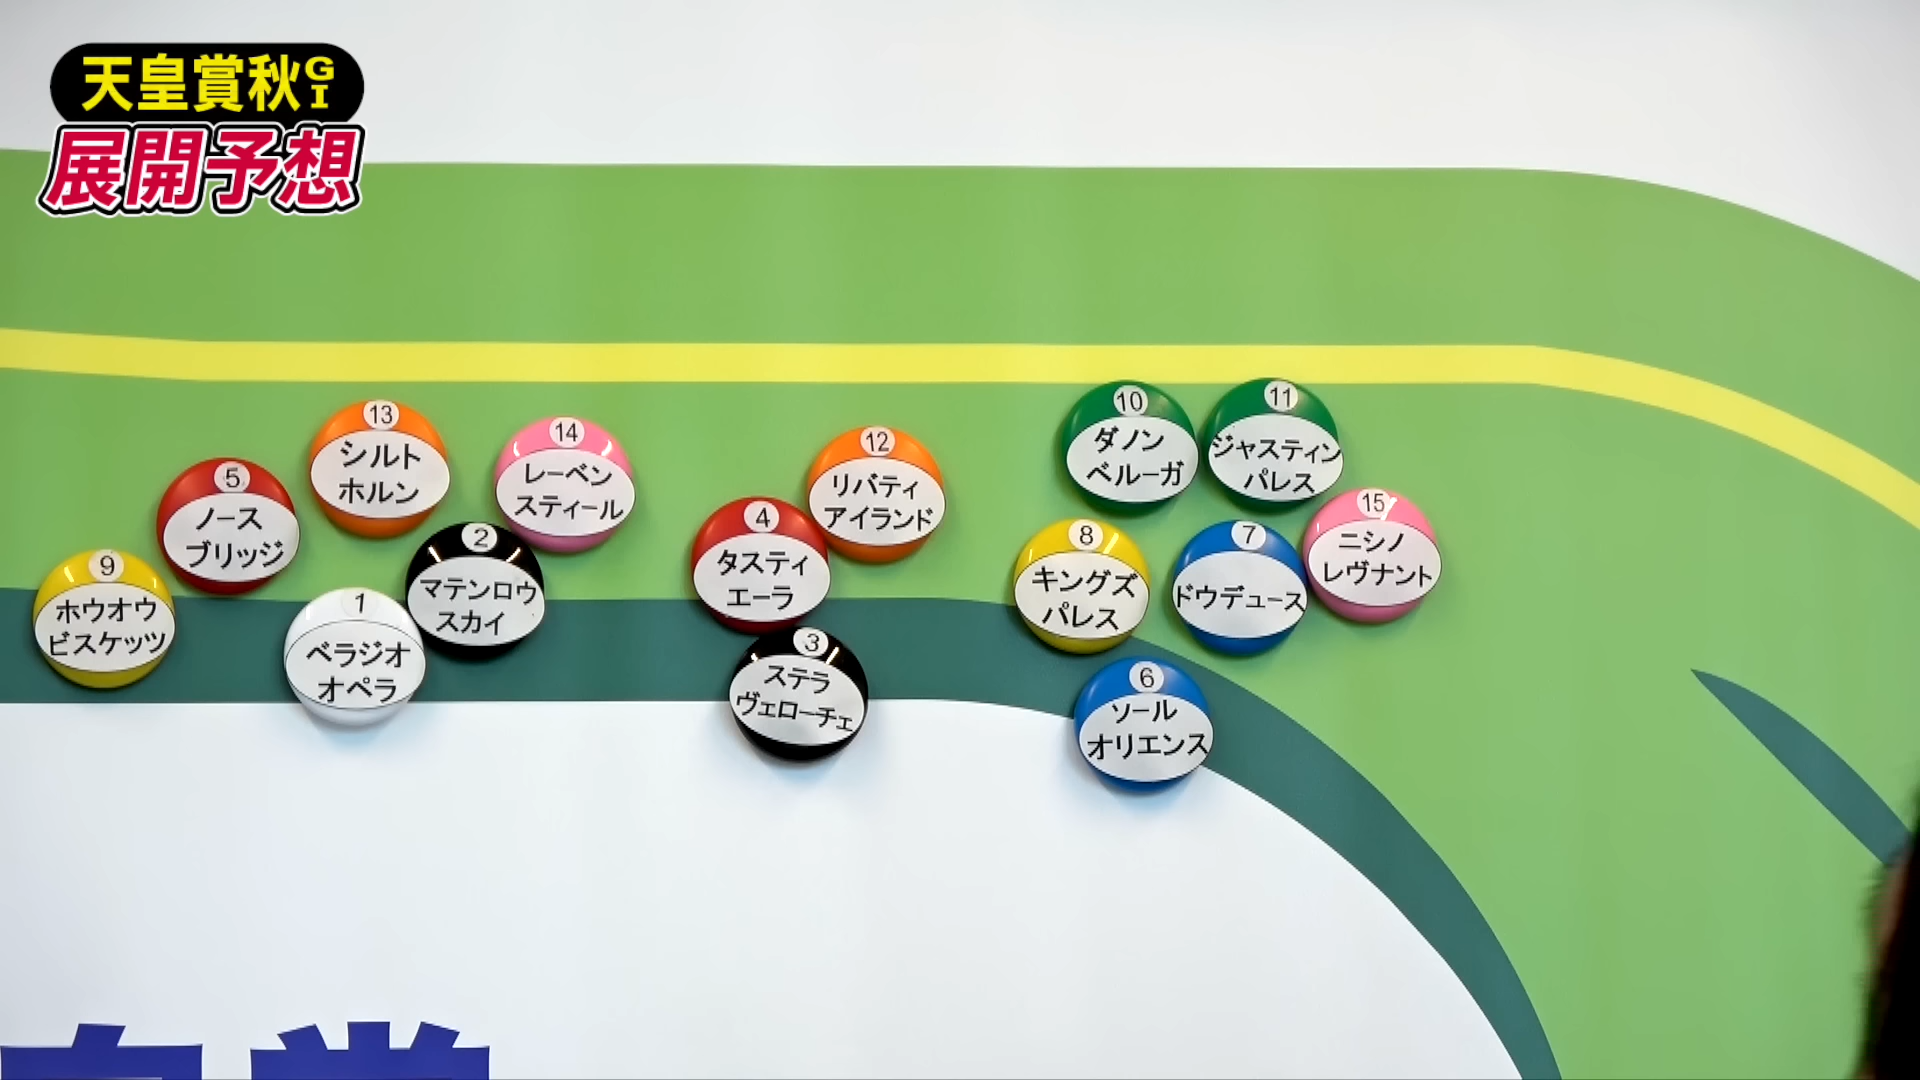 天皇賞秋GI
展開予想
13
シルト
ホルン
14
レーベン
スティール
12
リバティ
アイランド
10
ダノン
ベルーガ
11
ジャスティン
パレス
5
ノース
ブリッジ
9
ホウオウ
ビスケッツ
1
ベラジオ
オペラ
2
マテンロウ
スカイ
4
タスティ
エーラ
3
ステラ
ヴェローチェ
8
キングズ
パレス
7
ドウデュース
15
ニシノ
レヴナント
6
ソール
オリエンス